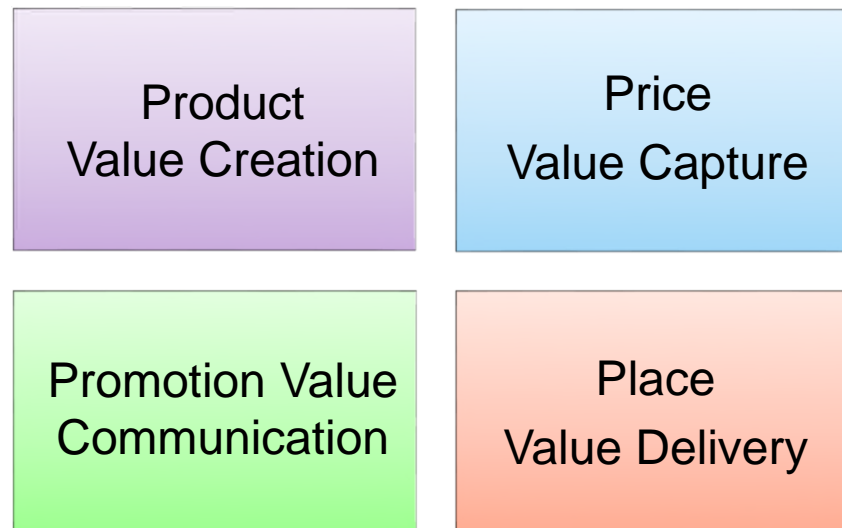 Product
Value Creation
Price
Value Capture
Promotion Value
Communication
Place
Value Delivery